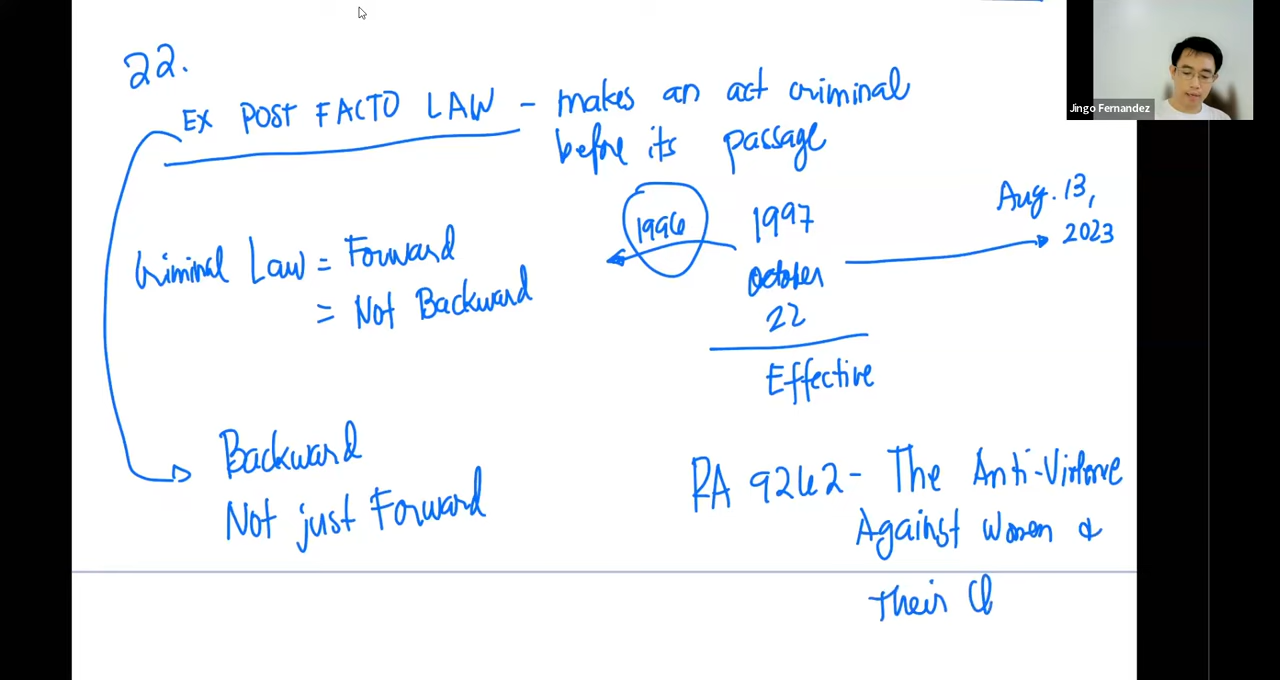 22.
EX POST FACTO LAW - makes an act criminal
before its passage
Jingo Fernandez
Criminal Law = Forward
= Not Backward
1996
1997
October
22
Effective
Aug. 13,
2023
Backward
Not just Forward
RA 9262 - The Anti-Violence
Against Women &
Their Ch